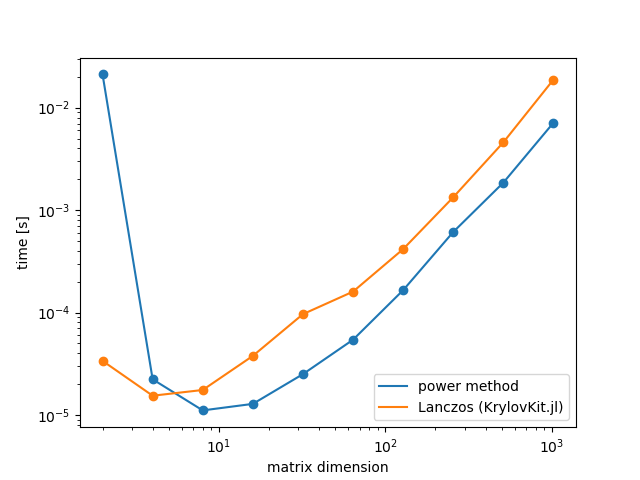 time [s]
10⁻²
10⁻³
10⁻⁴
10⁻⁵
power method
Lanczos (KrylovKit.jl)
10¹
10²
10³
matrix dimension